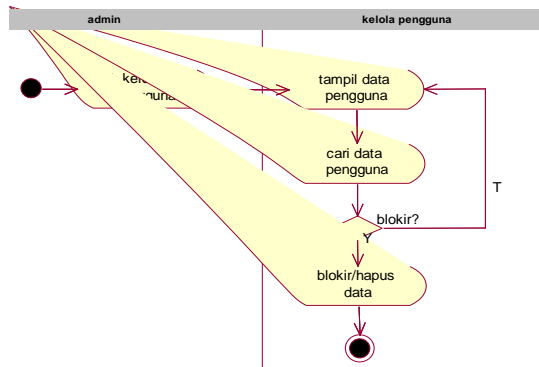 admin
kelola pengguna
tampil data
pengguna
cari data
pengguna
blokir?
T
Y
blokir/hapus
data